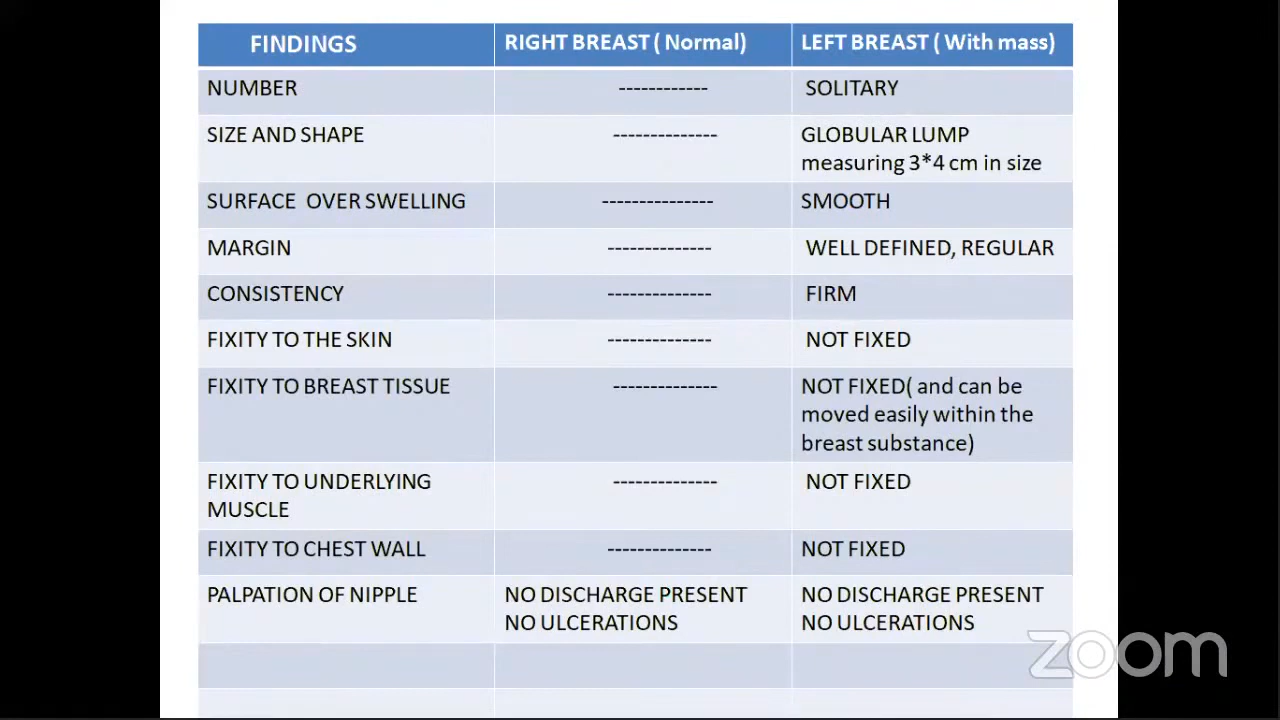 FINDINGS RIGHT BREAST ( Normal) LEFT BREAST ( With mass)
NUMBER ------------ SOLITARY
SIZE AND SHAPE -------------- GLOBULAR LUMP
measuring 3*4 cm in size
SURFACE OVER SWELLING --------------- SMOOTH
MARGIN -------------- WELL DEFINED, REGULAR
CONSISTENCY -------------- FIRM
FIXITY TO THE SKIN -------------- NOT FIXED
FIXITY TO BREAST TISSUE -------------- NOT FIXED( and can be
moved easily within the
breast substance)
FIXITY TO UNDERLYING -------------- NOT FIXED
MUSCLE
FIXITY TO CHEST WALL -------------- NOT FIXED
PALPATION OF NIPPLE NO DISCHARGE PRESENT NO DISCHARGE PRESENT
NO ULCERATIONS NO ULCERATIONS
zoom